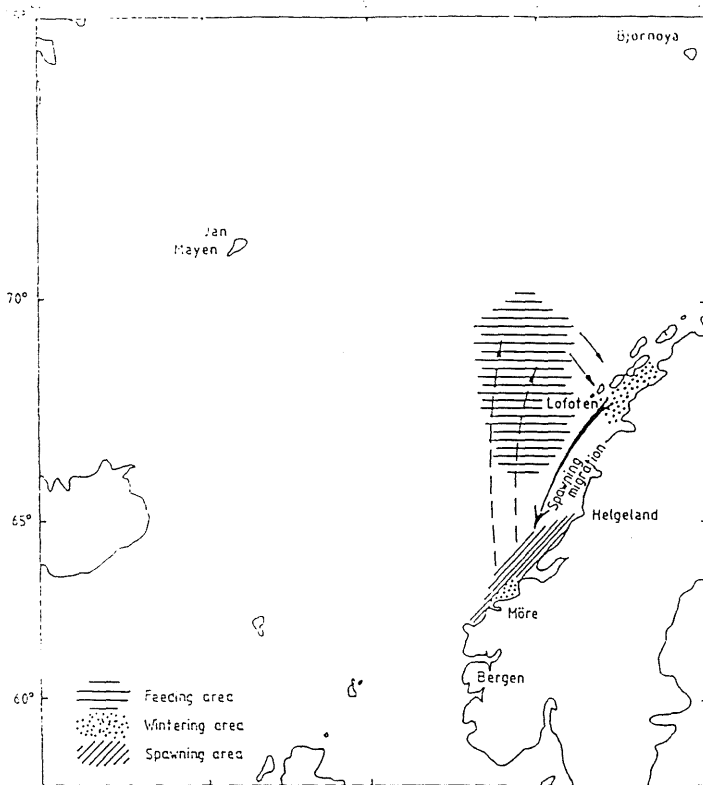 Bjornoya
Jan
Mayen
70°
Lofoten
Spawning
migration
65°
Helgeland
Möre
Bergen
60°
Feeding area
Wintering area
Spawning area